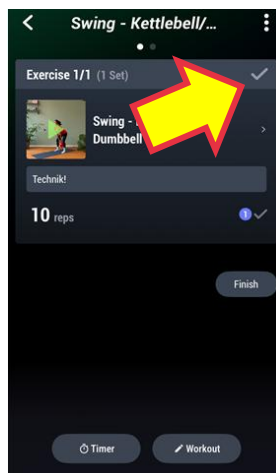 Swing - Kettlebell/...
Exercise 1/1 (1 Set)
Swing -
Dumbbell
Technik!
10 reps
1
Finish
Timer
Workout